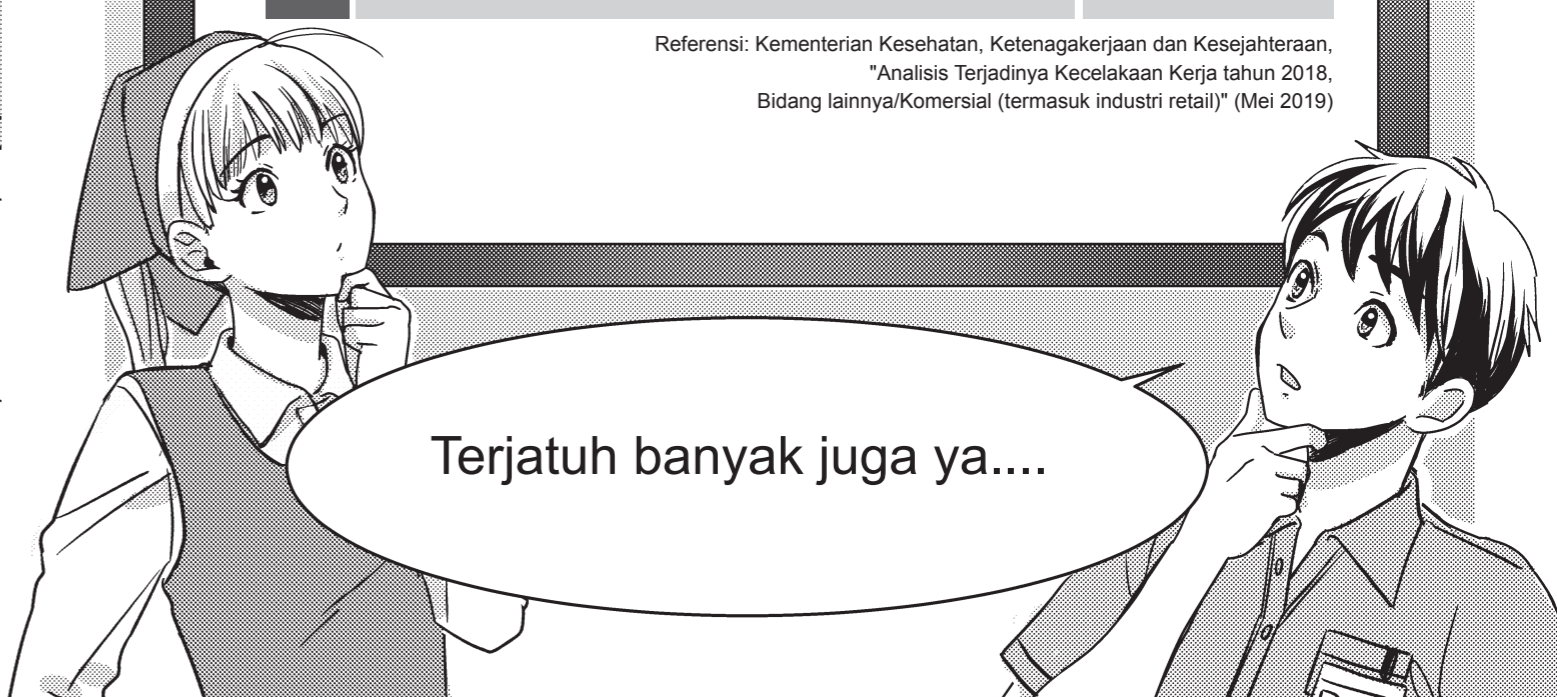 Referensi: Kementerian Kesehatan, Ketenagakerjaan dan Kesejahteraan,
"Analisis Terjadinya Kecelakaan Kerja tahun 2018,
Bidang lainnya/Komersial (termasuk industri retail)" (Mei 2019)
Terjatuh banyak juga ya....